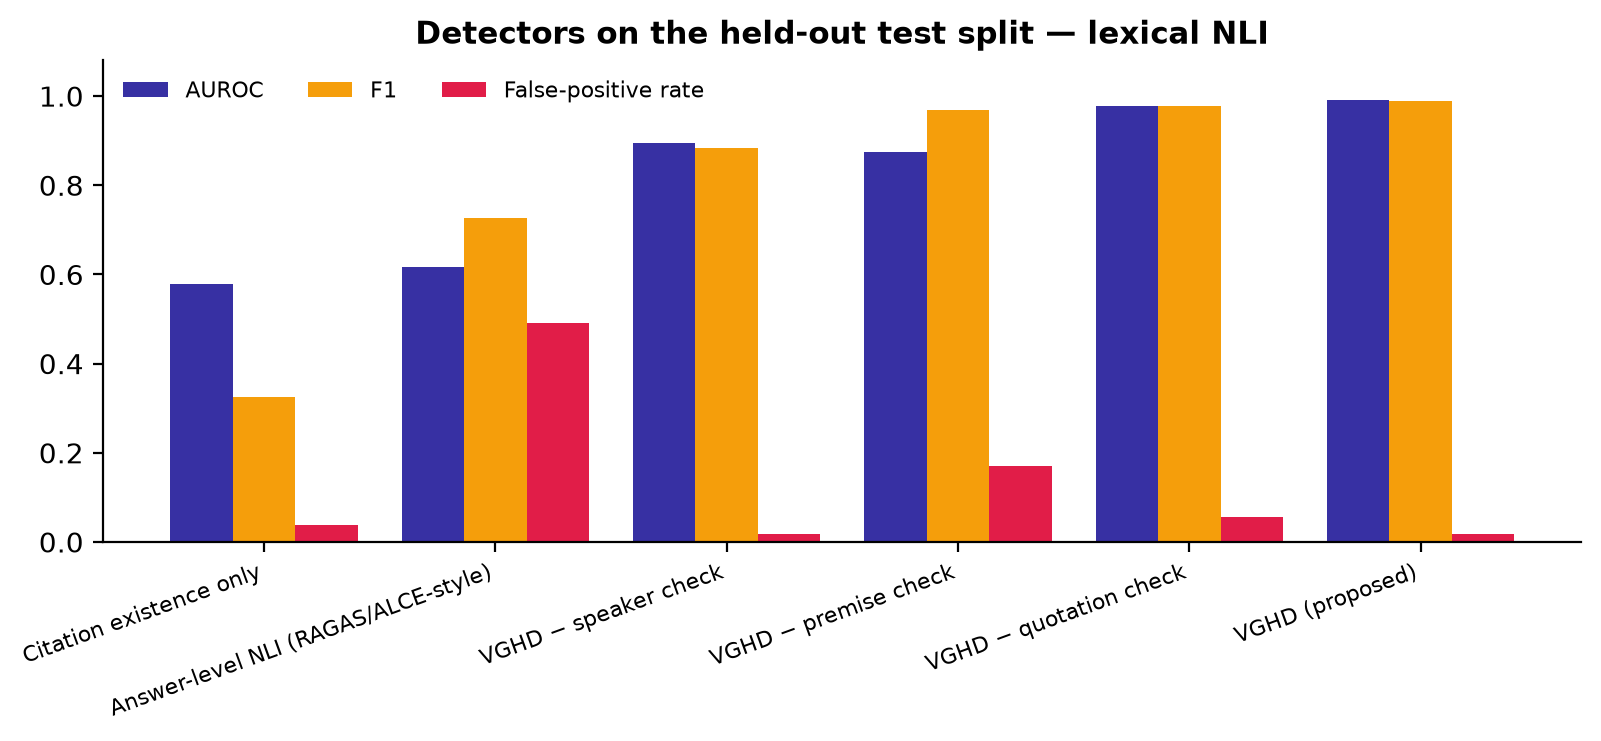 Detectors on the held-out test split — lexical NLI
AUROC
F1
False-positive rate
1.0
0.8
0.6
0.4
0.2
0.0
Citation existence only
Answer-level NLI (RAGAS/ALCE-style)
VGHD − speaker check
VGHD − premise check
VGHD − quotation check
VGHD (proposed)